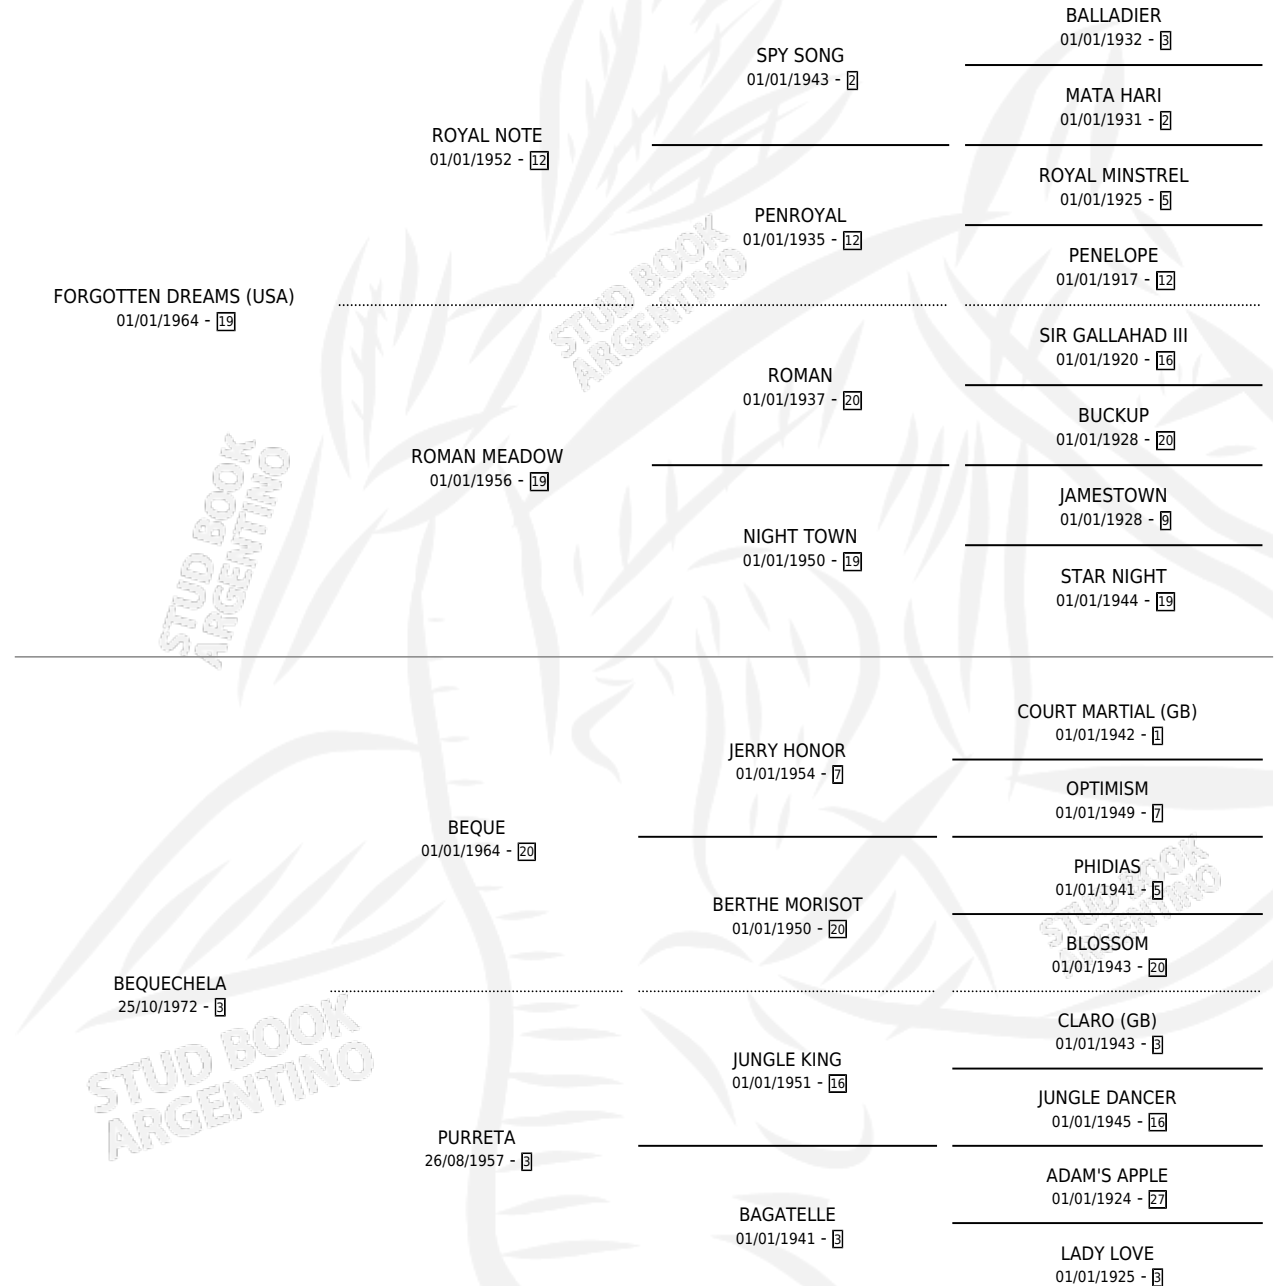 BALLADIER
01/01/1932 - 3
SPY SONG
01/01/1943 - 2
MATA HARI
01/01/1931 - 2
ROYAL NOTE
01/01/1952 - 12
ROYAL MINSTREL
01/01/1925 - 5
PENROYAL
01/01/1935 - 12
PENELOPE
01/01/1917 - 12
FORGOTTEN DREAMS (USA)
01/01/1964 - 19
STUD BOOK
ARGENTINO
SIR GALLAHAD III
01/01/1920 - 16
ROMAN
01/01/1937 - 20
BUCKUP
01/01/1928 - 20
ROMAN MEADOW
01/01/1956 - 19
JAMESTOWN
01/01/1928 - 9
NIGHT TOWN
01/01/1950 - 19
STAR NIGHT
01/01/1944 - 19
STUD BOOK
ARGENTINO
COURT MARTIAL (GB)
01/01/1942 - 1
JERRY HONOR
01/01/1954 - 7
OPTIMISM
01/01/1949 - 7
BEQUE
01/01/1964 - 20
PHIDIAS
01/01/1941 - 5
STUD BOOK
ARGENTINO
BERTHE MORISOT
01/01/1950 - 20
BLOSSOM
01/01/1943 - 20
BEQUECHELA
25/10/1972 - 3
STUD BOOK
ARGENTINO
CLARO (GB)
01/01/1943 - 3
JUNGLE KING
01/01/1951 - 16
JUNGLE DANCER
01/01/1945 - 16
PURRETA
26/08/1957 - 3
ADAM'S APPLE
01/01/1924 - 27
BAGATELLE
01/01/1941 - 3
LADY LOVE
01/01/1925 - 3